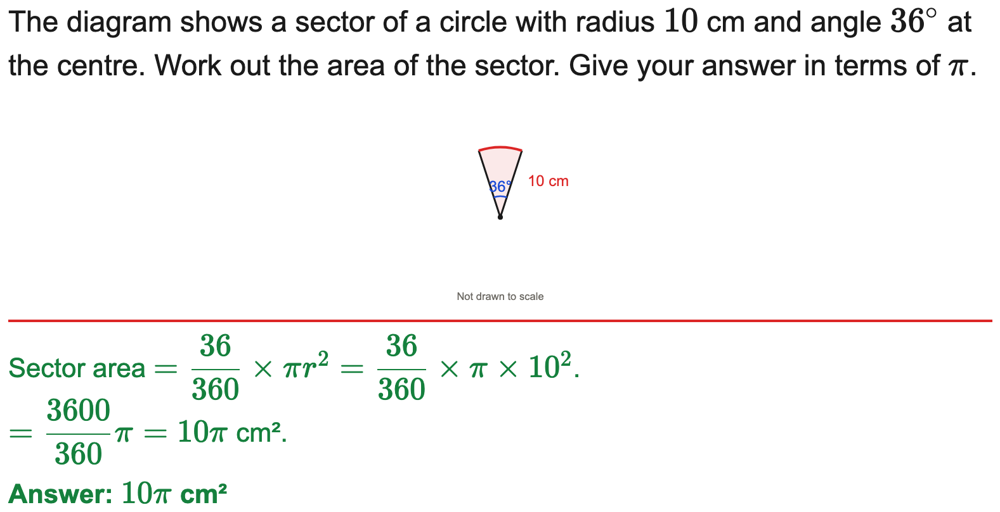 The diagram shows a sector of a circle with radius 10 cm and angle 36° at
the centre. Work out the area of the sector. Give your answer in terms of π.
36°
10 cm
Not drawn to scale
Sector area = 36/360 × πr² = 36/360 × π × 10².
= 3600/360 π = 10π cm².
Answer: 10π cm²